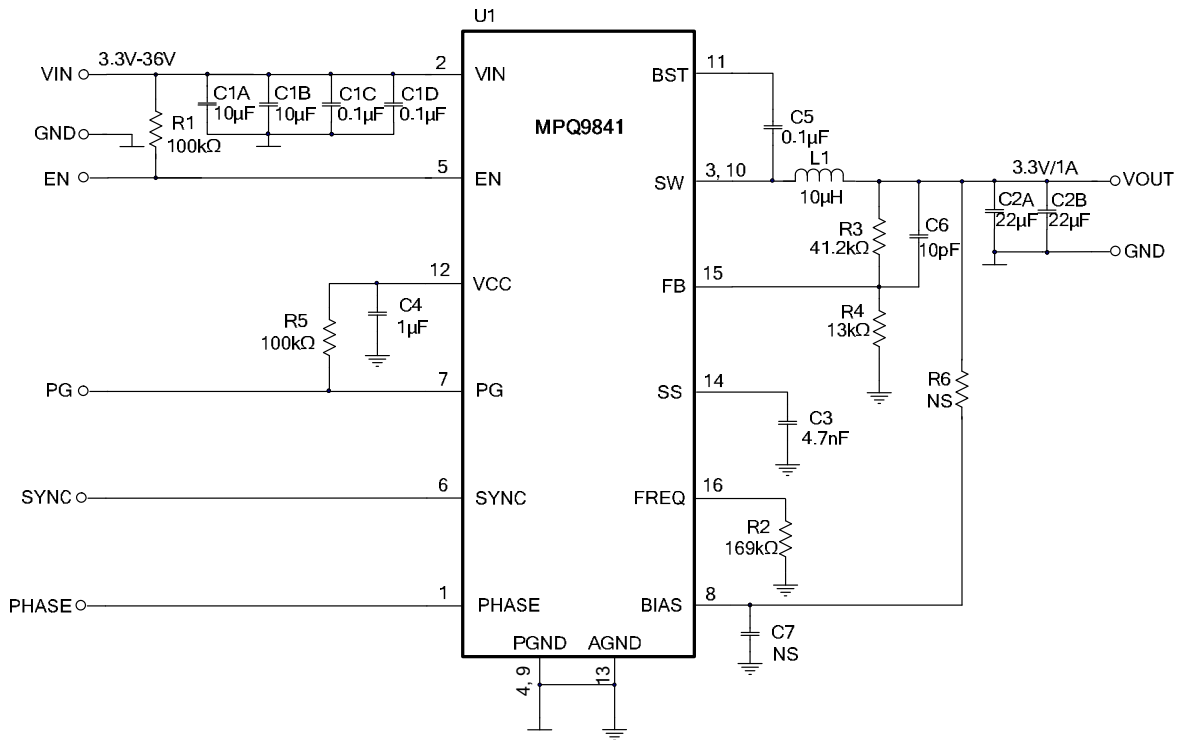 U1
MPQ9841
3.3V-36V
VIN
2
VIN
C1A
10µF
C1B
10µF
C1C
0.1µF
C1D
0.1µF
GND
R1
100kΩ
EN
5
EN
12
VCC
C4
1µF
R5
100kΩ
PG
7
PG
SYNC
6
SYNC
PHASE
1
PHASE
PGND
AGND
4, 9
13
BST
11
C5
0.1µF
SW
3, 10
L1
10µH
3.3V/1A
VOUT
C2A
22µF
C2B
22µF
GND
R3
41.2kΩ
C6
10pF
FB
15
R4
13kΩ
R6
NS
SS
14
C3
4.7nF
FREQ
16
R2
169kΩ
BIAS
8
C7
NS